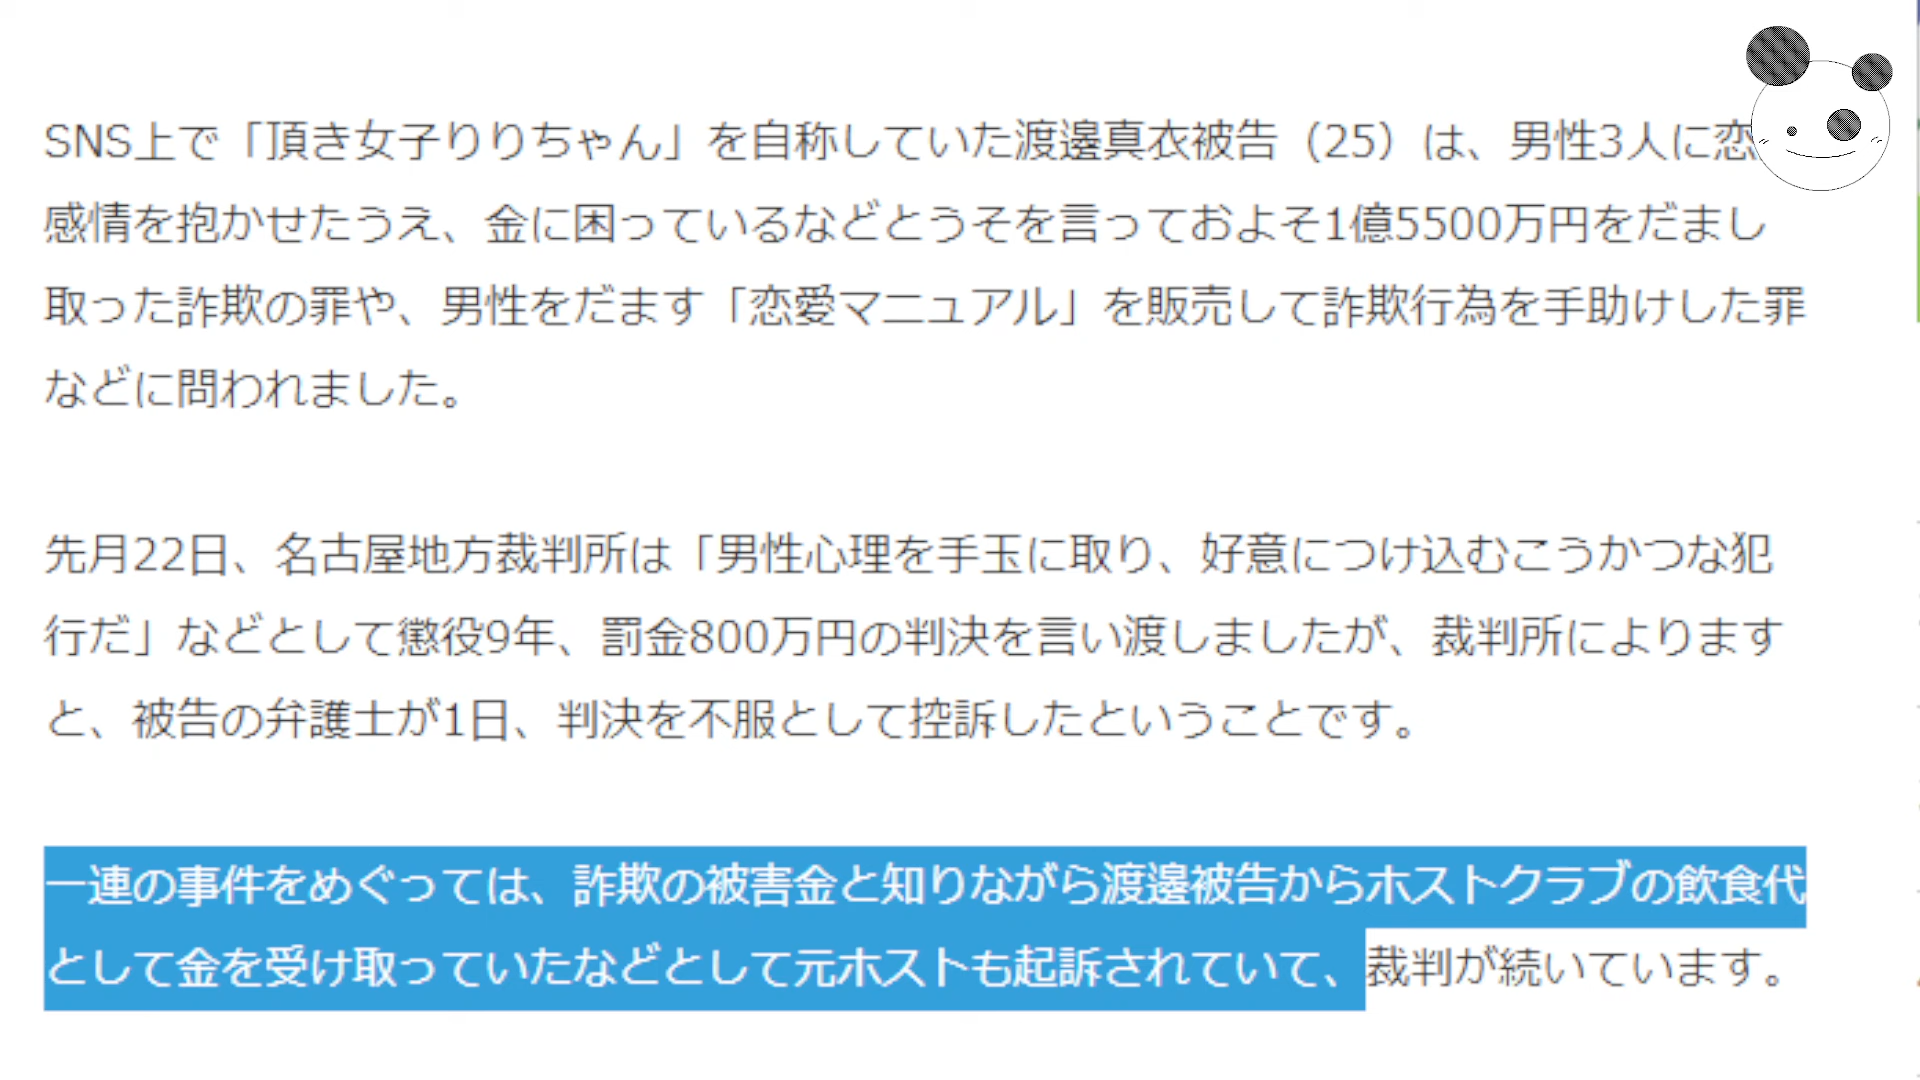 SNS上で「頂き女子りりちゃん」を自称していた渡邊真衣被告（25）は、男性3人に恋
感情を抱かせたうえ、金に困っているなどとうそを言っておよそ1億5500万円をだまし
取った詐欺の罪や、男性をだます「恋愛マニュアル」を販売して詐欺行為を手助けした罪
などに問われました。
先月22日、名古屋地方裁判所は「男性心理を手玉に取り、好意につけ込むこうかつな犯
行だ」などとして懲役9年、罰金800万円の判決を言い渡しましたが、裁判所によります
と、被告の弁護士が1日、判決を不服として控訴したということです。
一連の事件をめぐっては、詐欺の被害金と知りながら渡邊被告からホストクラブの飲食代
として金を受け取っていたなどとして元ホストも起訴されていて、裁判が続いています。